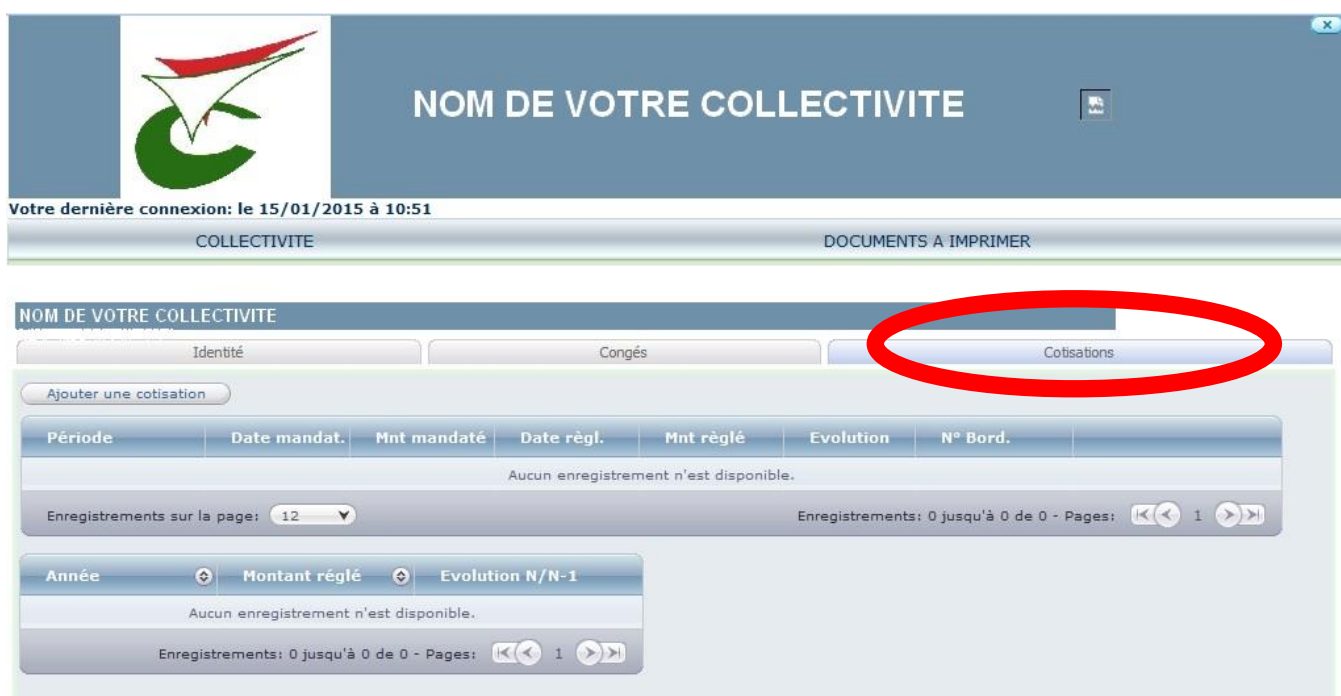 NOM DE VOTRE COLLECTIVITE
Votre dernière connexion: le 15/01/2015 à 10:51
COLLECTIVITE DOCUMENTS A IMPRIMER
NOM DE VOTRE COLLECTIVITE
Identité Congés Cotisations
Ajouter une cotisation
Période Date mandat. Mnt mandaté Date règl. Mnt règlé Evolution N° Bord.
Aucun enregistrement n'est disponible.
Enregistrements sur la page: 12 Enregistrements: 0 jusqu'à 0 de 0 - Pages: 1
Année Montant réglé Evolution N/N-1
Aucun enregistrement n'est disponible.
Enregistrements: 0 jusqu'à 0 de 0 - Pages: 1